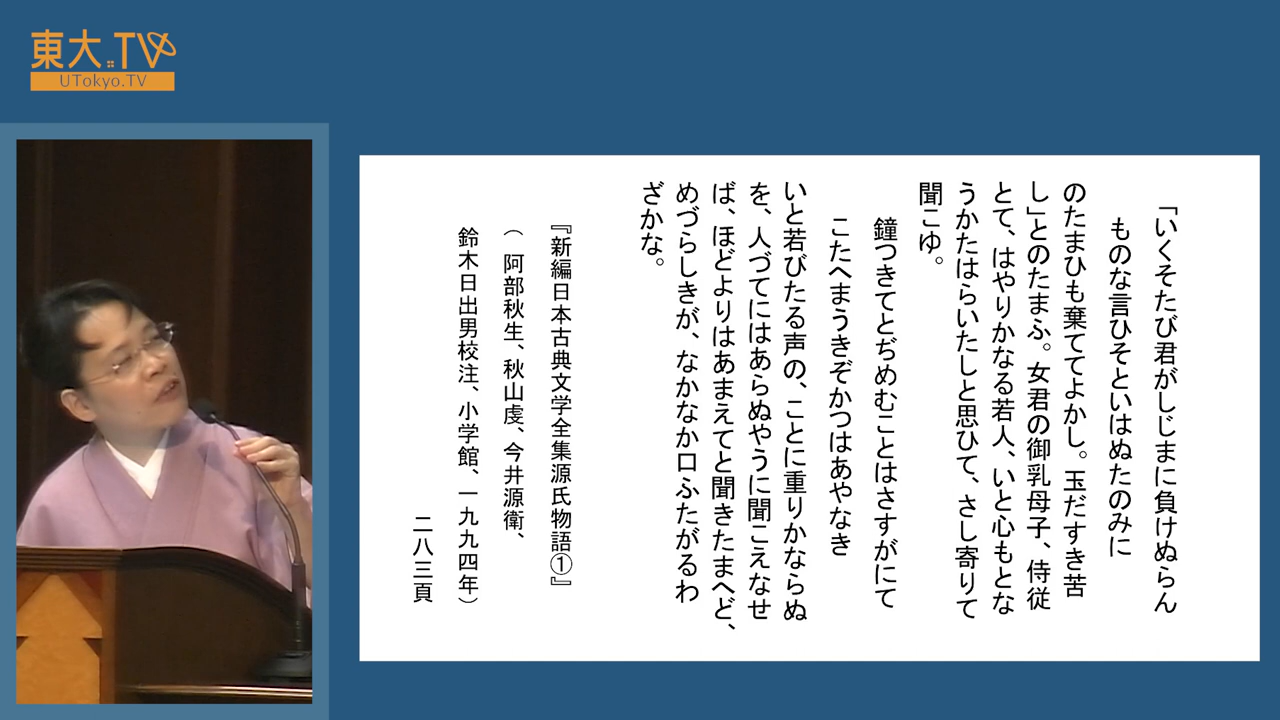 東大.TV
UTokyo.TV
「いくそたび君がしじまに負けぬらん
ものな言ひそといはぬたのみに
のたまひも棄ててよかし。玉だすき苦
し」とのたまふ。女君の御乳母子、侍従
とて、はやりかなる若人、いと心もとな
うかたはらいたしと思ひて、さし寄りて
聞こゆ。
鐘つきてとぢめむことはさすがにて
こたへまうきぞかつはあやなき
いと若びたる声の、ことに重りかならぬ
を、人づてにはあらぬやうに聞こえなせ
ば、ほどよりはあまえてと聞きたまへど、
めづらしきが、なかなか口ふたがるわ
ざかな。
『新編日本古典文学全集源氏物語①』
（阿部秋生、秋山虔、今井源衛、
鈴木日出男校注、小学館、一九九四年）
二八三頁